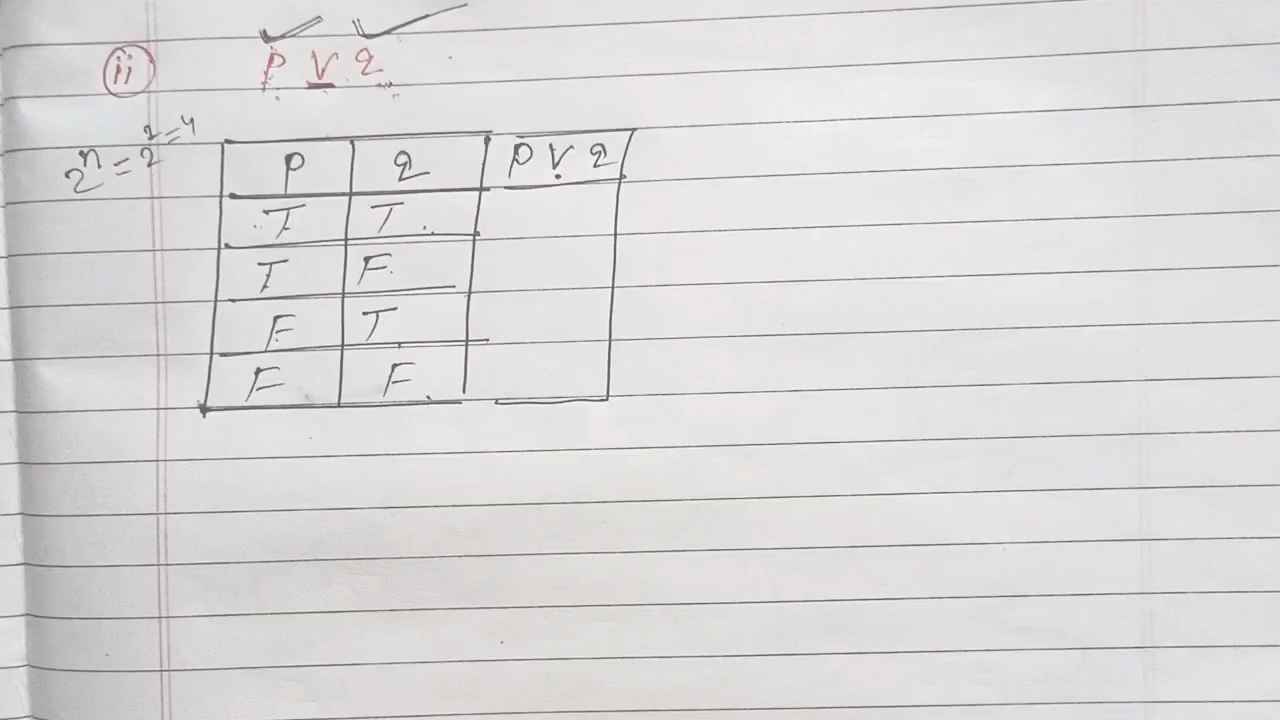 ii P V q
2^n = 2^2 = 4
P q P V q
T T
T F
F T
F F